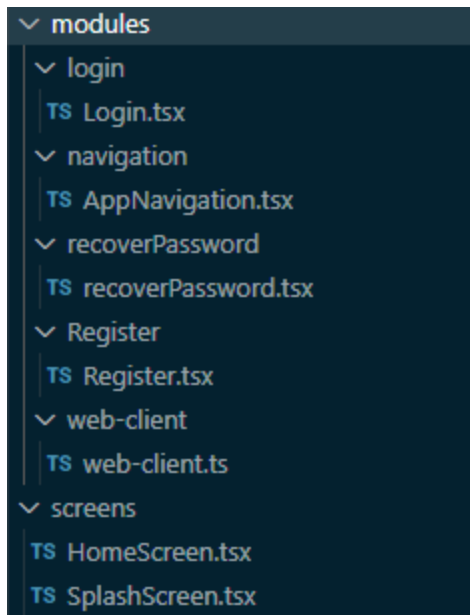 modules
login
TS Login.tsx
navigation
TS AppNavigation.tsx
recoverPassword
TS recoverPassword.tsx
Register
TS Register.tsx
web-client
TS web-client.ts
screens
TS HomeScreen.tsx
TS SplashScreen.tsx